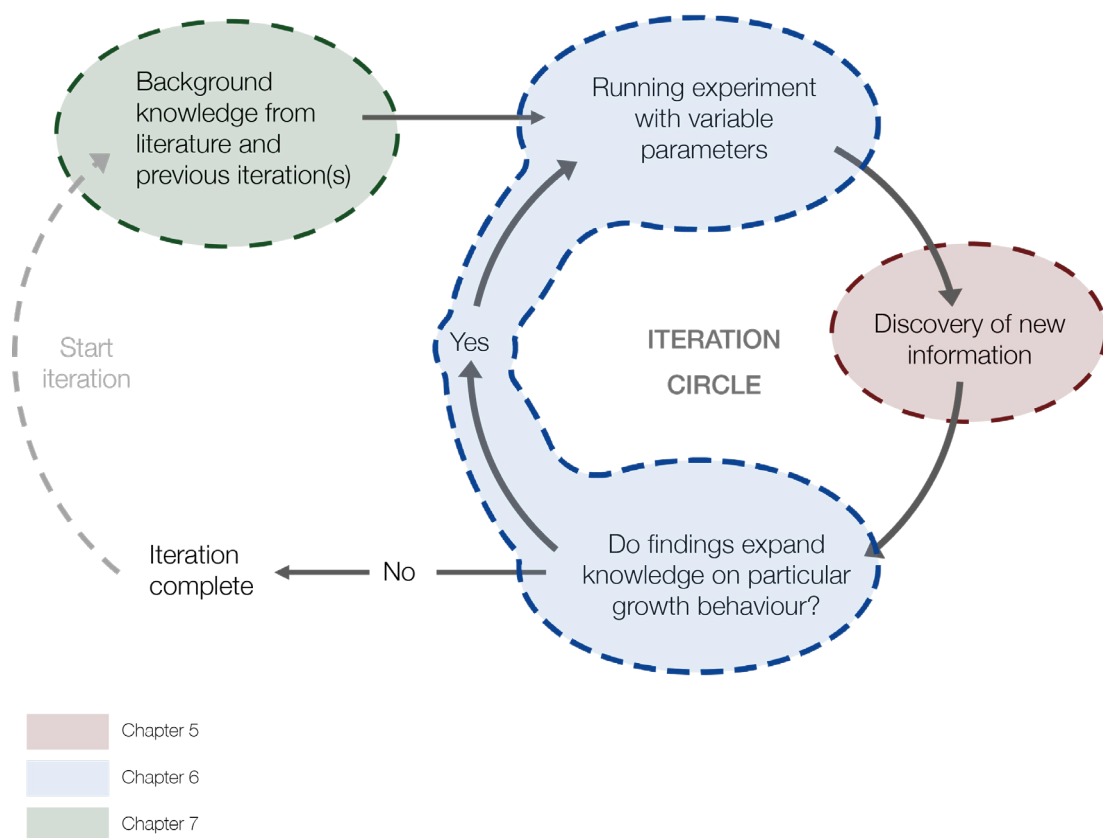 Background
knowledge from
literature and
previous iteration(s)
Running experiment
with variable
parameters
Discovery of new
information
Start
iteration
Yes
ITERATION
CIRCLE
Do findings expand
knowledge on particular
growth behaviour?
No
Iteration
complete
Chapter 5
Chapter 6
Chapter 7